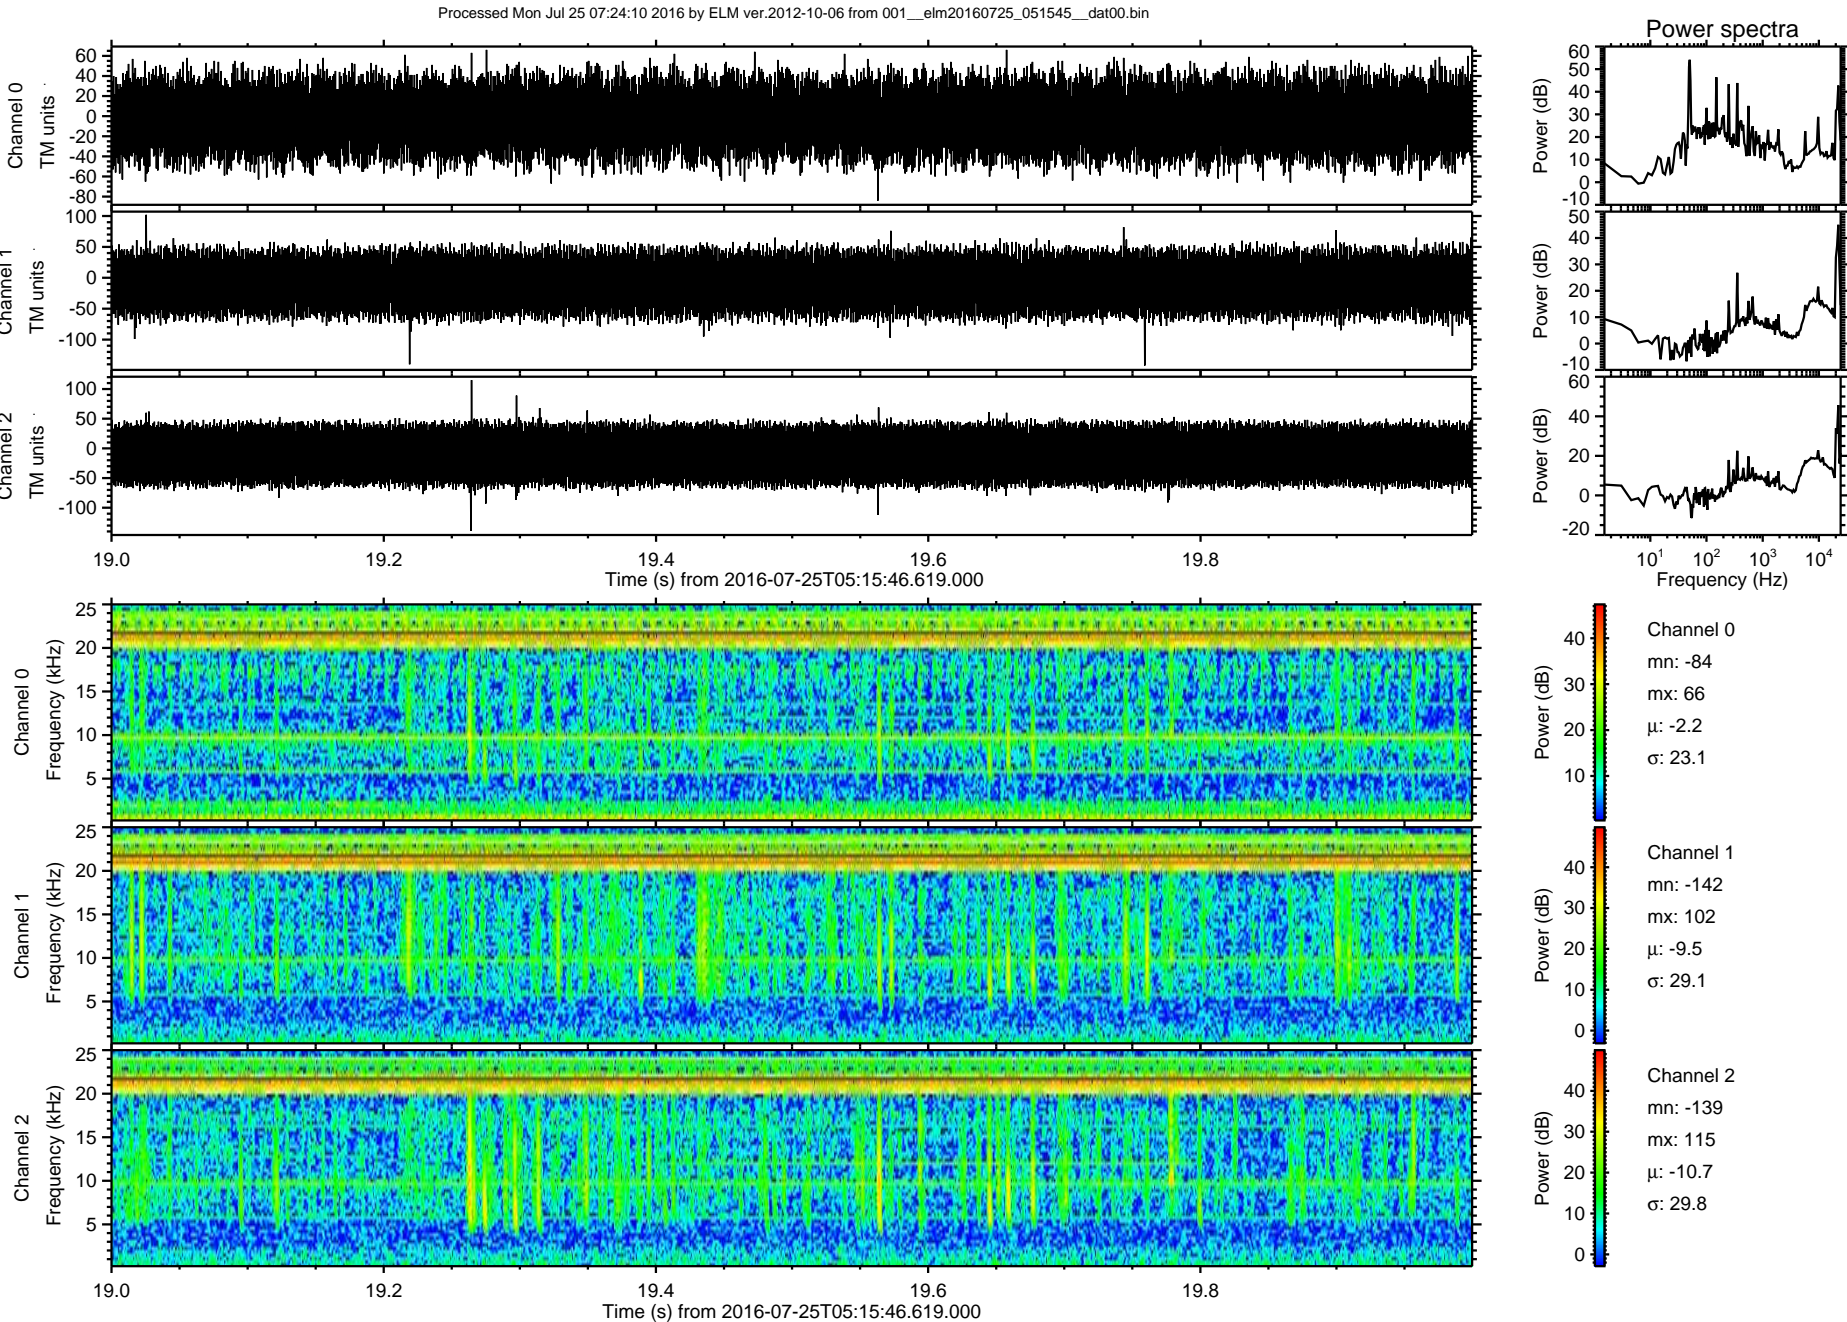 Processed Mon Jul 25 07:24:10 2016 by ELM ver.2012-10-06 from 001__elm20160725_051545__dat00.bin
Power spectra
Channel 0
TM units
60
40
20
0
-20
-40
-60
-80
Power (dB)
60
50
40
30
20
10
0
-10
Channel 1
TM units
100
50
0
-50
-100
Power (dB)
50
40
30
20
10
0
-10
Channel 2
TM units
100
50
0
-50
-100
Power (dB)
60
40
20
0
-20
19.0 19.2 19.4 19.6 19.8
Time (s) from 2016-07-25T05:15:46.619.000
10¹ 10² 10³ 10⁴
Frequency (Hz)
Channel 0
Frequency (kHz)
25
20
15
10
5
Power (dB)
40
30
20
10
Channel 0
mn: -84
mx: 66
μ: -2.2
σ: 23.1
Channel 1
Frequency (kHz)
25
20
15
10
5
Power (dB)
40
30
20
10
0
Channel 1
mn: -142
mx: 102
μ: -9.5
σ: 29.1
Channel 2
Frequency (kHz)
25
20
15
10
5
Power (dB)
40
30
20
10
0
Channel 2
mn: -139
mx: 115
μ: -10.7
σ: 29.8
19.0 19.2 19.4 19.6 19.8
Time (s) from 2016-07-25T05:15:46.619.000